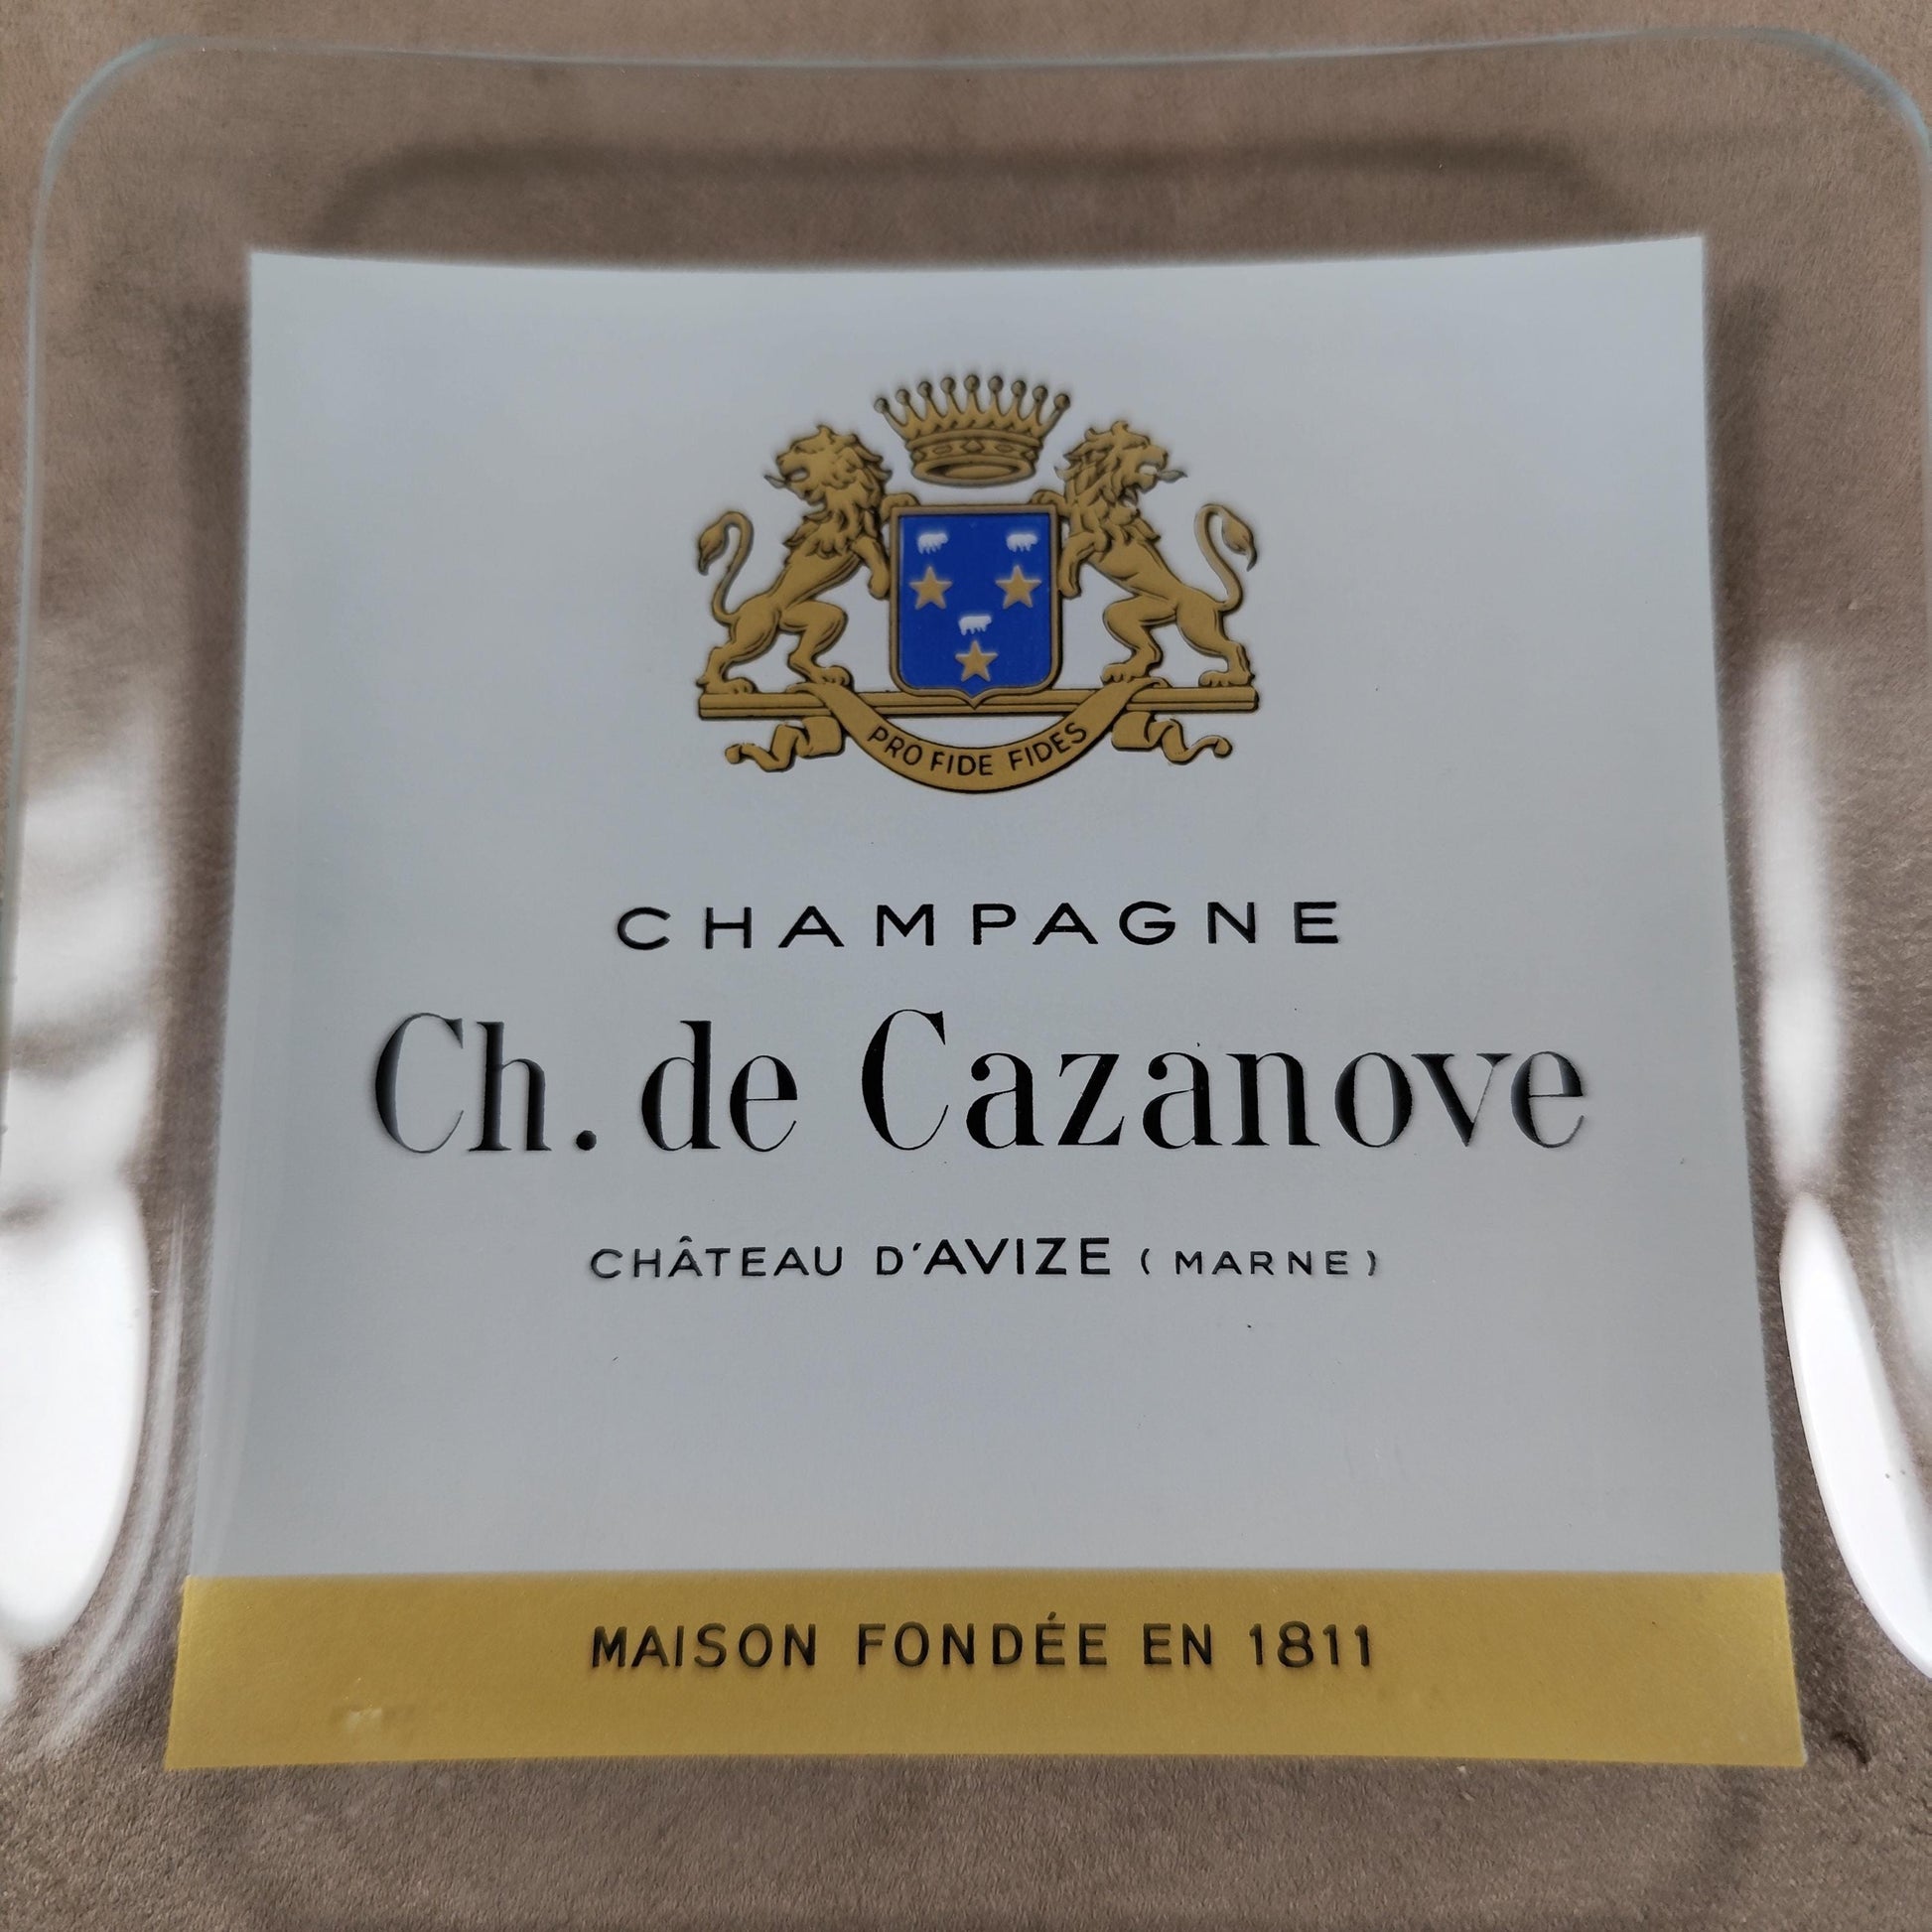 PRO FIDE FIDES
CHAMPAGNE
Ch. de Cazanove
CHÂTEAU D'AVIZE (MARNE)
MAISON FONDÉE EN 1811